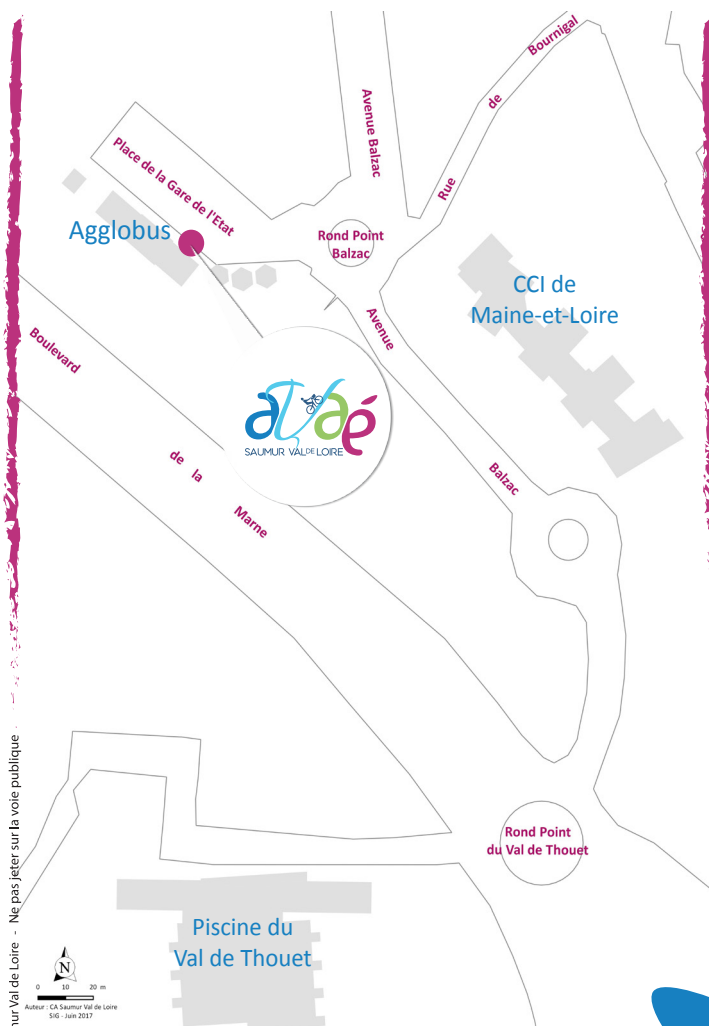 Bournigal
de
Rue
Avenue Balzac
Place de la Gare de l'Etat
Agglobus
Rond Point
Balzac
CCI de
Maine-et-Loire
Avenue
Balzac
Boulevard
de la
Marne
SAUMUR VAL DE LOIRE
Rond Point
du Val de Thouet
Piscine du
Val de Thouet
N
0 10 20 m
Auteur : CA Saumur Val de Loire
SIG - Juin 2017
Val de Loire - Ne pas jeter sur la voie publique